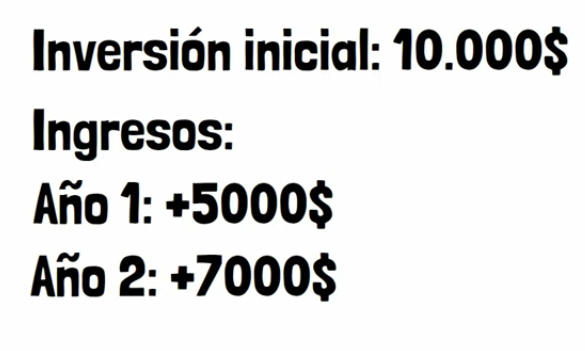 Inversión inicial: 10.000$
Ingresos:
Año 1: +5000$
Año 2: +7000$